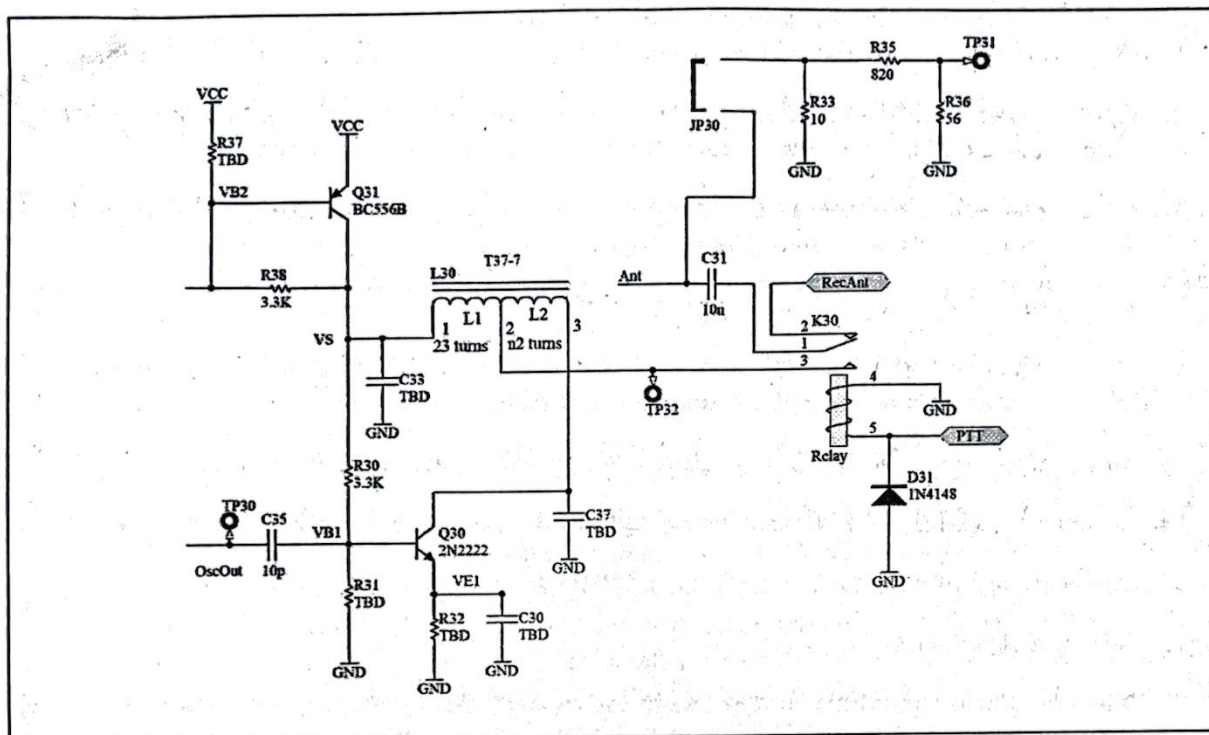 R35
820
TP31
R33
10
R36
56
GND
GND
JP30
VCC
VCC
R37
TBD
VB2
Q31
BC556B
R38
3.3K
T37-7
L30
L1
L2
1
2
3
23 turns
n2 turns
VS
C33
TBD
GND
Ant
C31
10n
RecAnt
K30
2
1
3
4
5
GND
TP32
Relay
PTT
D31
1N4148
GND
R30
3.3K
TP30
C35
10p
OscOut
VB1
Q30
2N2222
C37
TBD
GND
VE1
R31
TBD
R32
TBD
C30
TBD
GND
GND
GND